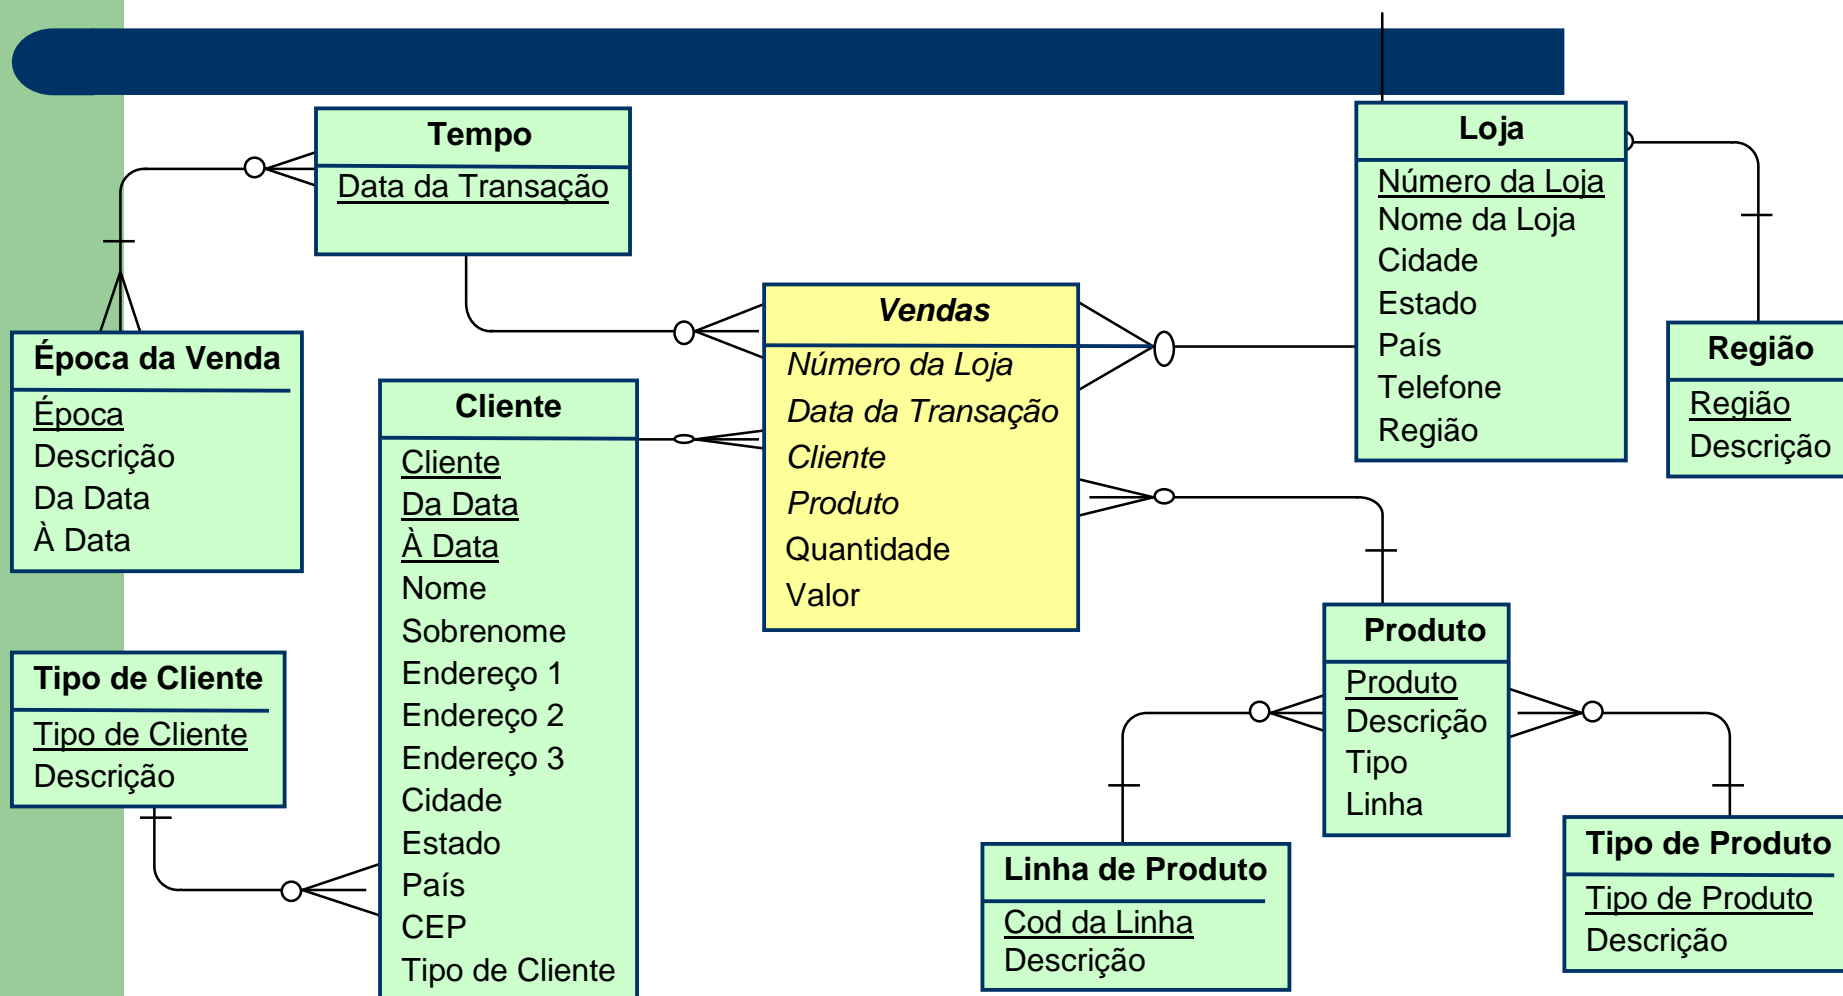 Tempo
Data da Transação
Loja
Número da Loja
Nome da Loja
Cidade
Estado
País
Telefone
Região
Região
Região
Descrição
Época da Venda
Época
Descrição
Da Data
À Data
Vendas
Número da Loja
Data da Transação
Cliente
Produto
Quantidade
Valor
Cliente
Cliente
Da Data
À Data
Nome
Sobrenome
Endereço 1
Endereço 2
Endereço 3
Cidade
Estado
País
CEP
Tipo de Cliente
Tipo de Cliente
Tipo de Cliente
Descrição
Produto
Produto
Descrição
Tipo
Linha
Linha de Produto
Cod da Linha
Descrição
Tipo de Produto
Tipo de Produto
Descrição